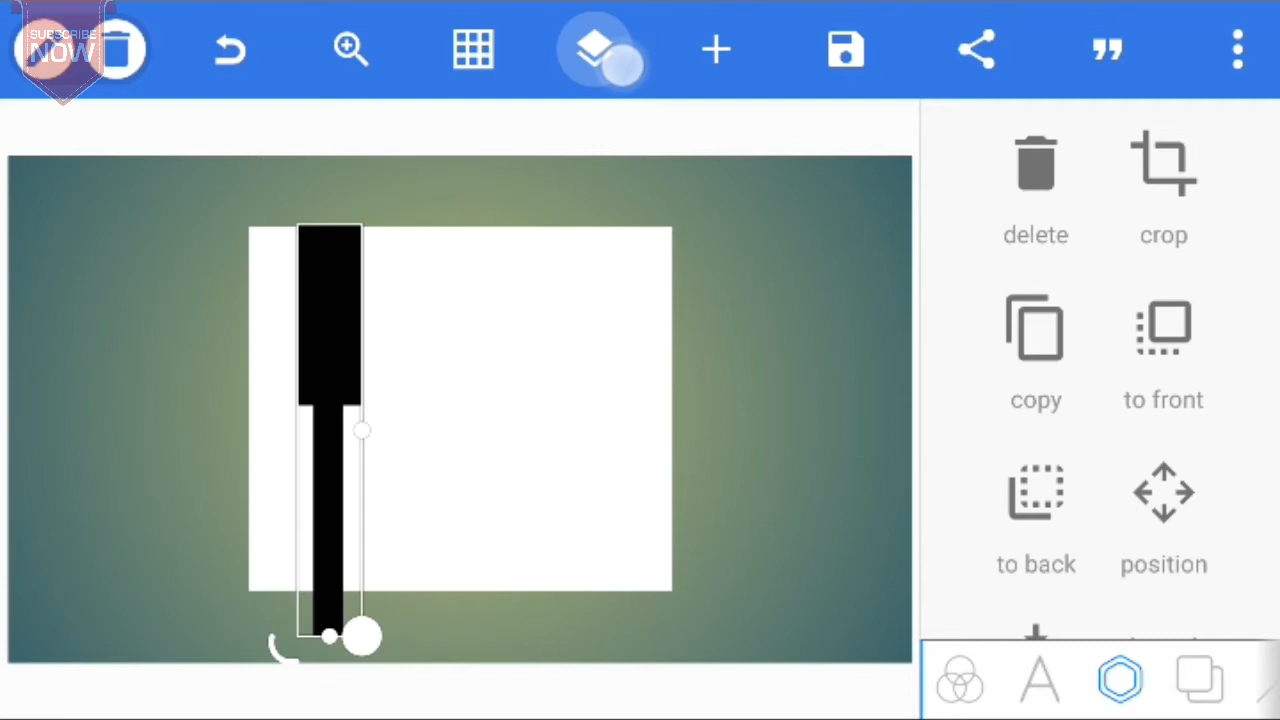 SUBSCRIBE
NOW
delete
crop
copy
to front
to back
position